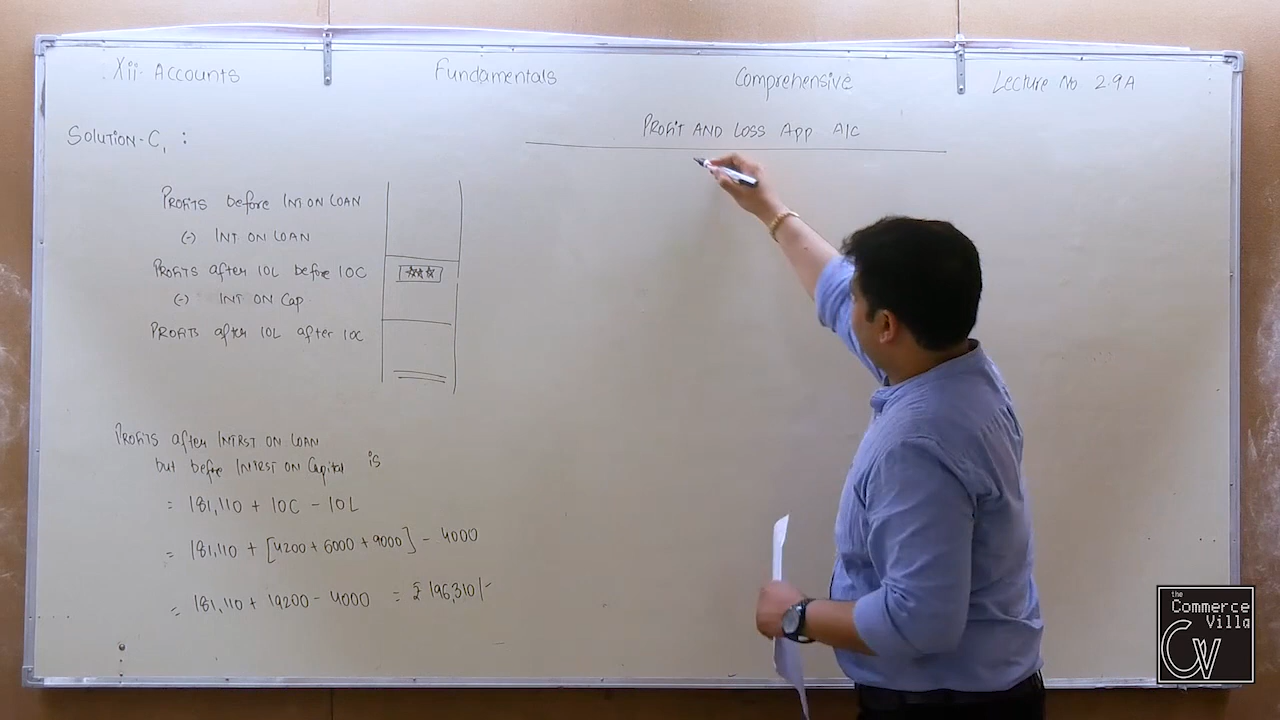 Xii. Accounts
Fundamentals
Comprehensive
Lecture No 2.9A
SOLUTION-C1 :
PROFITS before INT ON LOAN
(-) INT ON LOAN
PROFITS after IOL before IOC
(-) INT ON Cap.
PROFITS after IOL after IOC
PROFITS after INTRST ON LOAN
but before INTRST ON Capital is
= 181,110 + IOC - IOL
= 181,110 + [4200 + 6000 + 9000] - 4000
= 181,110 + 19200 - 4000 = ₹ 196,310/-
PROFIT AND LOSS APP A/C
the
Commerce
Villa
CV